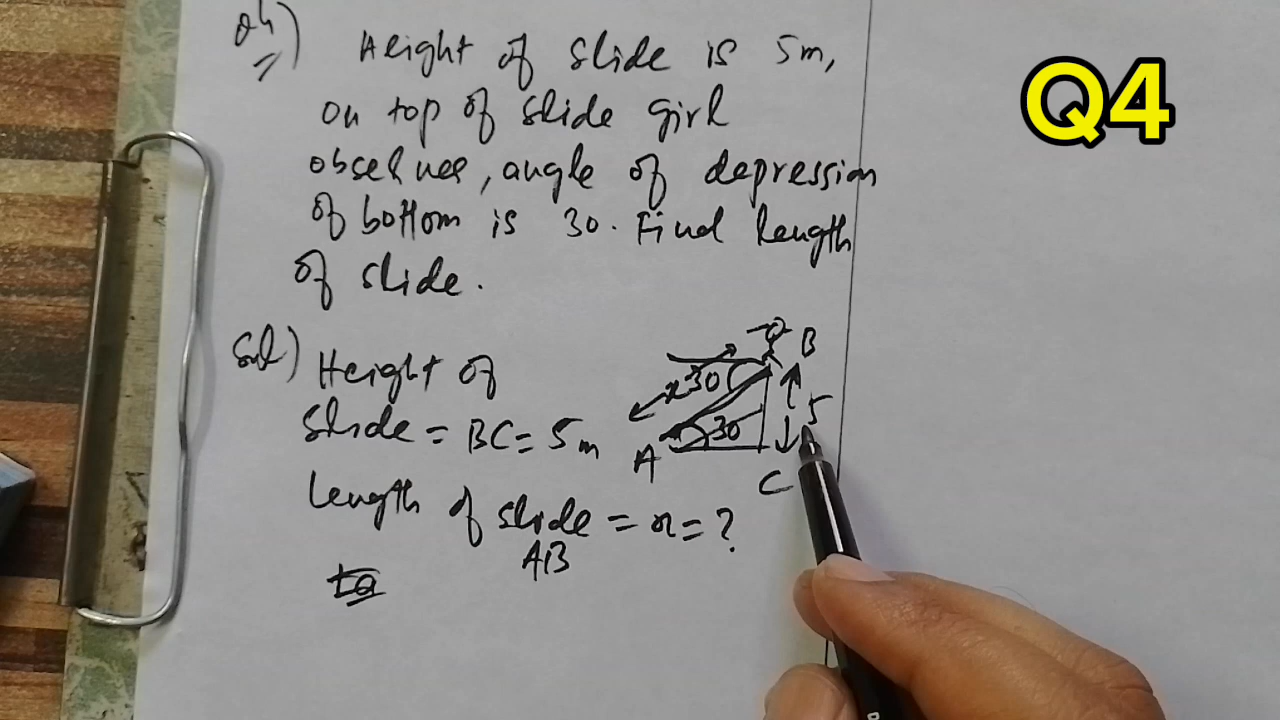 Q4)
Height of slide is 5m,
on top of slide girl
observes, angle of depression
of bottom is 30. Find length
of slide.
Sol) Height of
slide = BC = 5m
Length of slide = x = ?
AB
B
x 30
5
30
A
C
Q4